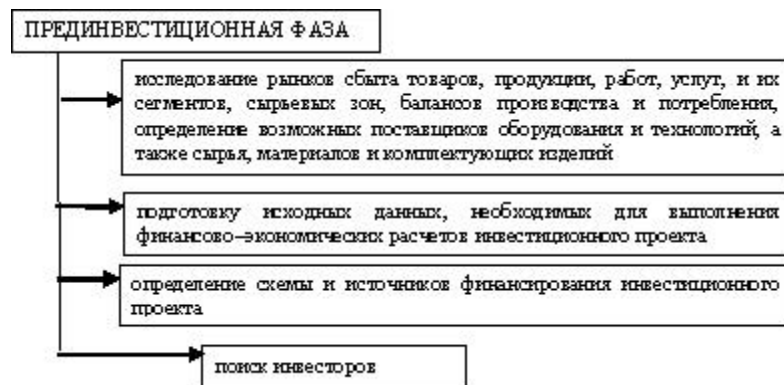 ПРЕДИНВЕСТИЦИОННАЯ ФАЗА
исследование рынков сбыта товаров, продукции, работ, услуг, и их
сегментов, сырьевых зон, балансов производства и потребления,
определение возможных поставщиков оборудования и технологий, а
также сырья, материалов и комплектующих изделий
подготовку исходных данных, необходимых для выполнения
финансово–экономических расчетов инвестиционного проекта
определение схемы и источников финансирования инвестиционного
проекта
поиск инвесторов